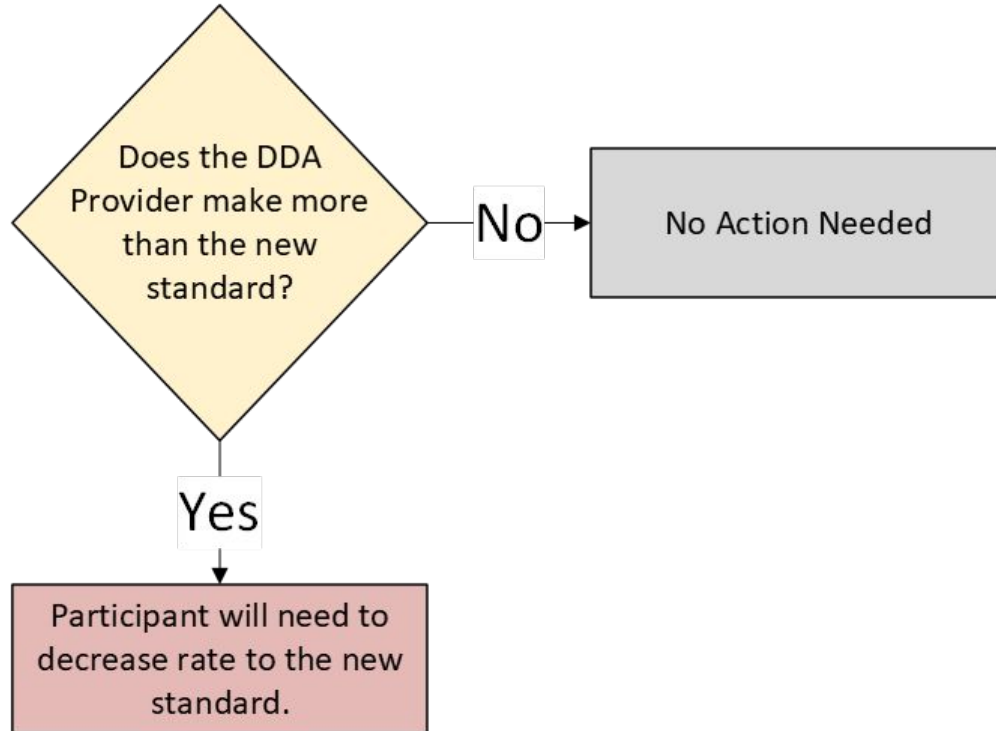 Does the DDA
Provider make more
than the new
standard?
No
No Action Needed
Yes
Participant will need to
decrease rate to the new
standard.